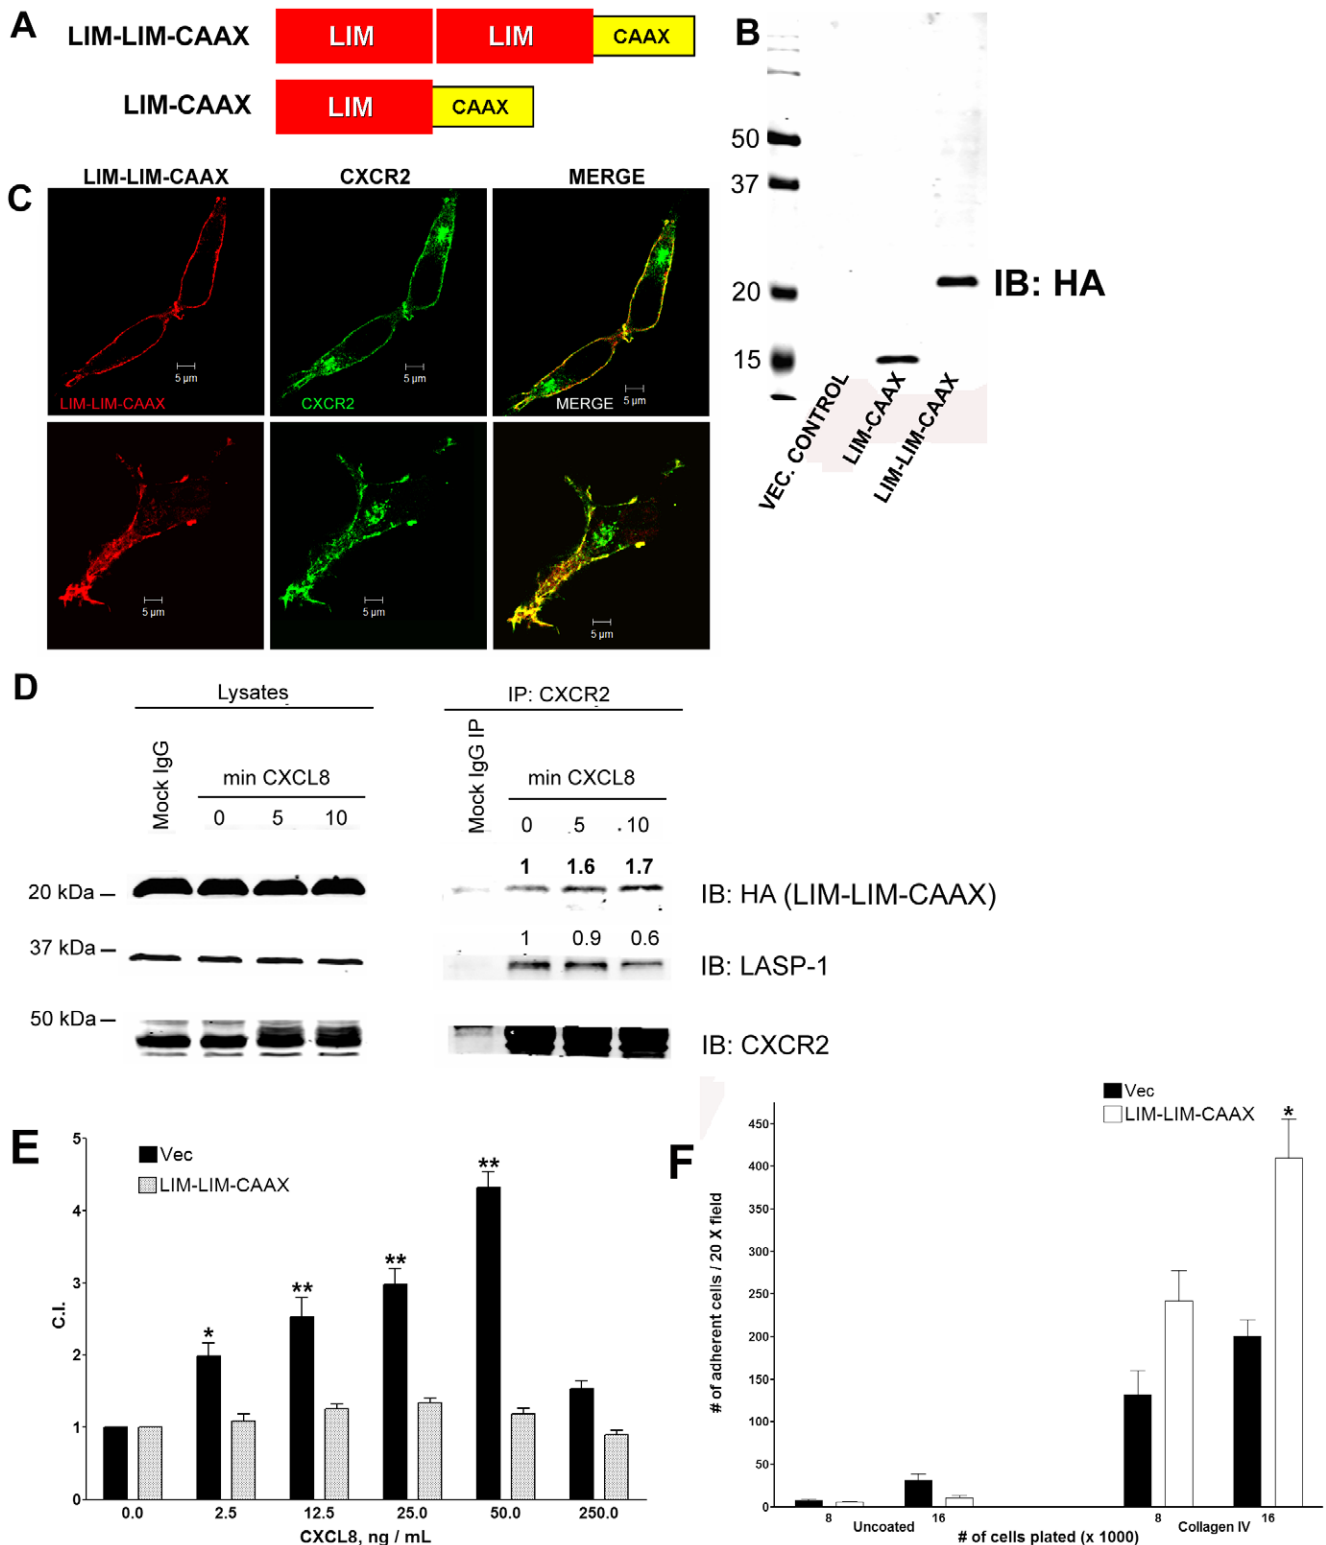 A
LIM-LIM-CAAX
LIM
LIM
CAAX
LIM-CAAX
LIM
CAAX
B
50
37
20
15
IB: HA
VEC. CONTROL
LIM-CAAX
LIM-LIM-CAAX
C
LIM-LIM-CAAX CXCR2 MERGE
5 µm
LIM-LIM-CAAX
5 µm
CXCR2
5 µm
MERGE
5 µm
5 µm
5 µm
D
Lysates
Mock IgG
min CXCL8
0 5 10
IP: CXCR2
Mock IgG IP
min CXCL8
0 5 10
1 1.6 1.7
20 kDa
IB: HA (LIM-LIM-CAAX)
1 0.9 0.6
37 kDa
IB: LASP-1
50 kDa
IB: CXCR2
E
Vec
LIM-LIM-CAAX
C.I.
5
4
3
2
1
0
*
**
**
**
0.0 2.5 12.5 25.0 50.0 250.0
CXCL8, ng / mL
F
Vec
LIM-LIM-CAAX
*
# of adherent cells / 20 X field
450
400
350
300
250
200
150
100
50
0
8 16 8 16
Uncoated Collagen IV
# of cells plated (x 1000)